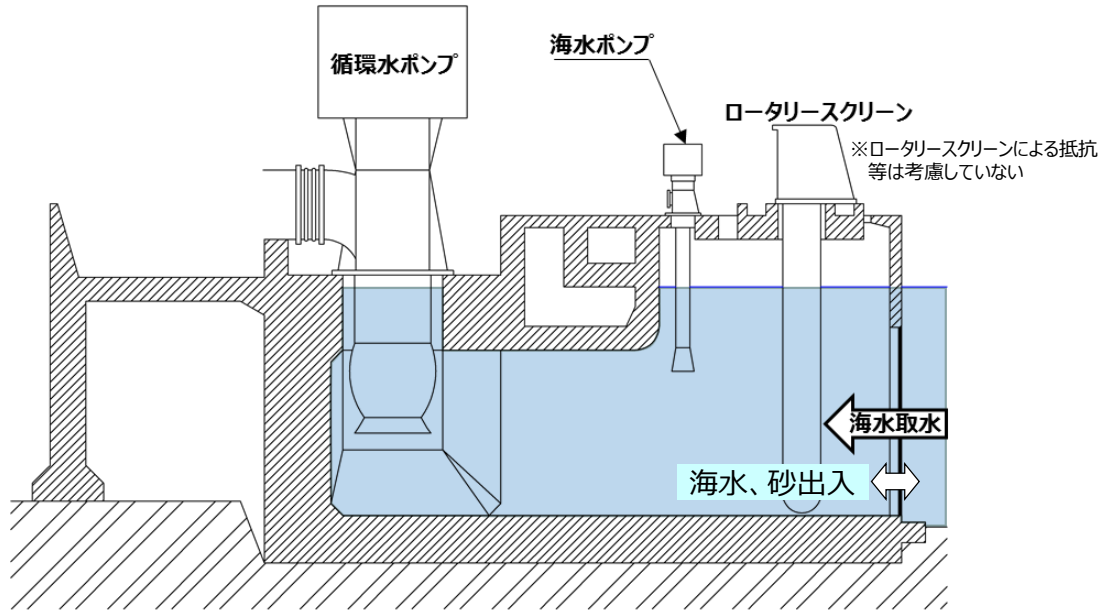 循環水ポンプ
海水ポンプ
ロータリースクリーン
※ロータリースクリーンによる抵抗
等は考慮していない
海水取水
海水、砂出入